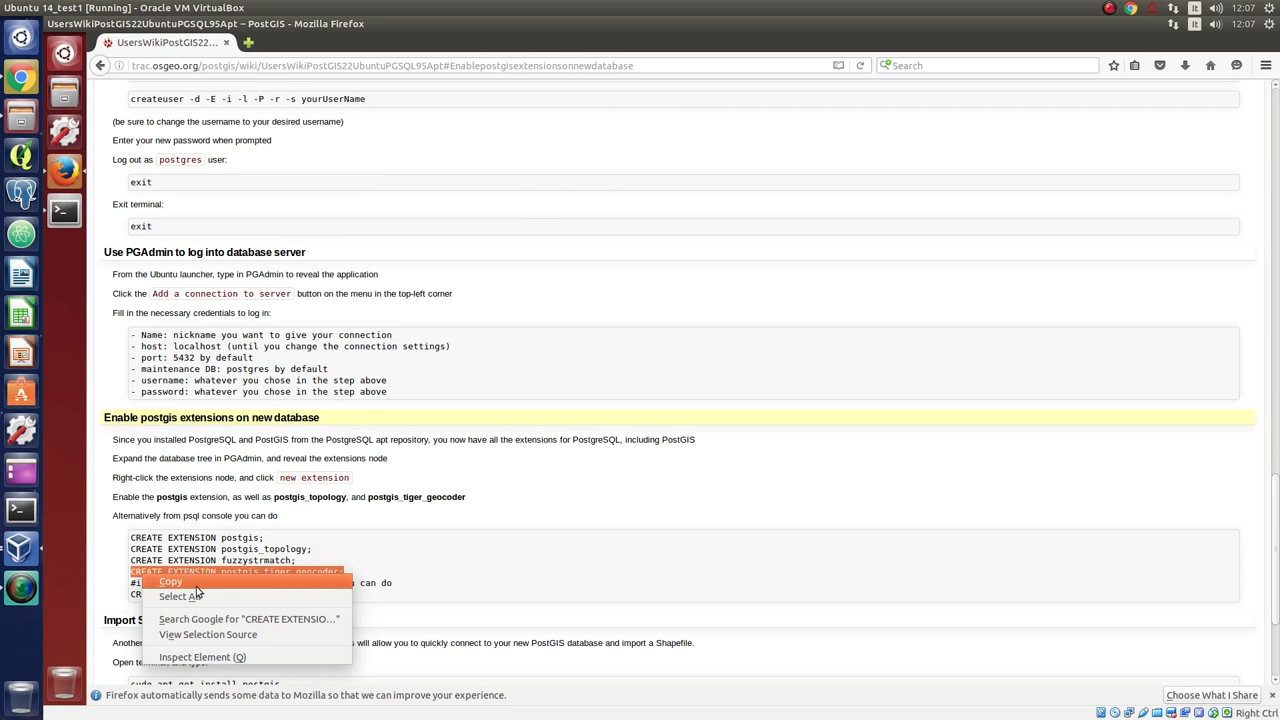 Ubuntu 14_test1 [Running] - Oracle VM VirtualBox
12:07
UsersWikiPostGIS22UbuntuPGSQL95Apt – PostGIS - Mozilla Firefox
12:07
UsersWikiPostGIS22...
trac.osgeo.org/postgis/wiki/UsersWikiPostGIS22UbuntuPGSQL95Apt#Enablepostgisextensionsonnewdatabase
Search
createuser -d -E -i -l -P -r -s yourUserName
(be sure to change the username to your desired username)
Enter your new password when prompted
Log out as postgres user:
exit
Exit terminal:
exit
Use PGAdmin to log into database server
From the Ubuntu launcher, type in PGAdmin to reveal the application
Click the Add a connection to server button on the menu in the top-left corner
Fill in the necessary credentials to log in:
- Name: nickname you want to give your connection
- host: localhost (until you change the connection settings)
- port: 5432 by default
- maintenance DB: postgres by default
- username: whatever you chose in the step above
- password: whatever you chose in the step above
Enable postgis extensions on new database
Since you installed PostgreSQL and PostGIS from the PostgreSQL apt repository, you now have all the extensions for PostgreSQL, including PostGIS
Expand the database tree in PGAdmin, and reveal the extensions node
Right-click the extensions node, and click new extension
Enable the postgis extension, as well as postgis_topology, and postgis_tiger_geocoder
Alternatively from psql console you can do
CREATE EXTENSION postgis;
CREATE EXTENSION postgis_topology;
CREATE EXTENSION fuzzystrmatch;
CREATE EXTENSION postgis_tiger_geocoder;
Copy
can do
Select All
Search Google for "CREATE EXTENSIO..."
Import
View Selection Source
will allow you to quickly connect to your new PostGIS database and import a Shapefile.
Inspect Element (Q)
sudo apt-get install postgis
Firefox automatically sends some data to Mozilla so that we can improve your experience.
Choose What I Share
Right Ctrl